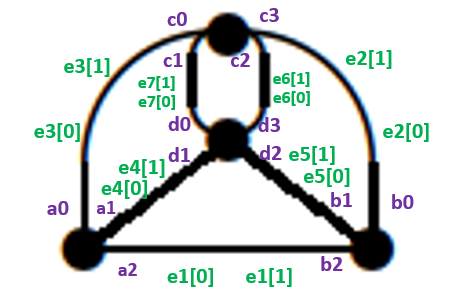 c0 c3
c1 c2
e3[1] e7[1] e6[1] e2[1]
e7[0] e6[0]
e3[0] d0 d3 e2[0]
d1 d2
e4[1] e5[1]
e4[0] e5[0]
a0 a1 b1 b0
a2 b2
e1[0] e1[1]